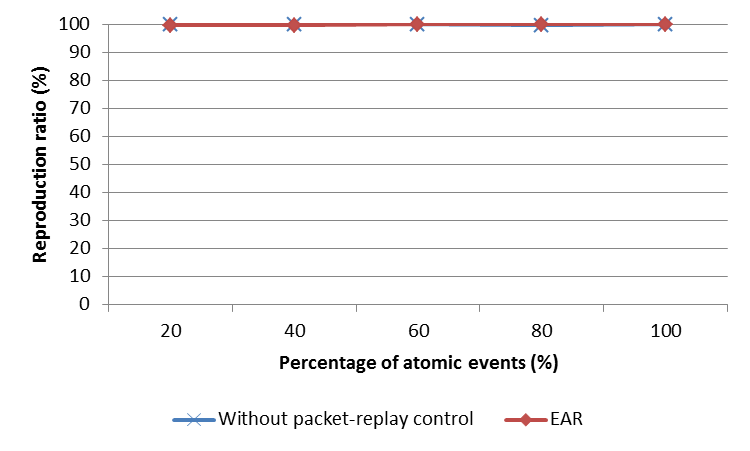 Reproduction ratio (%)
100
90
80
70
60
50
40
30
20
10
0
20 40 60 80 100
Percentage of atomic events (%)
Without packet-replay control EAR